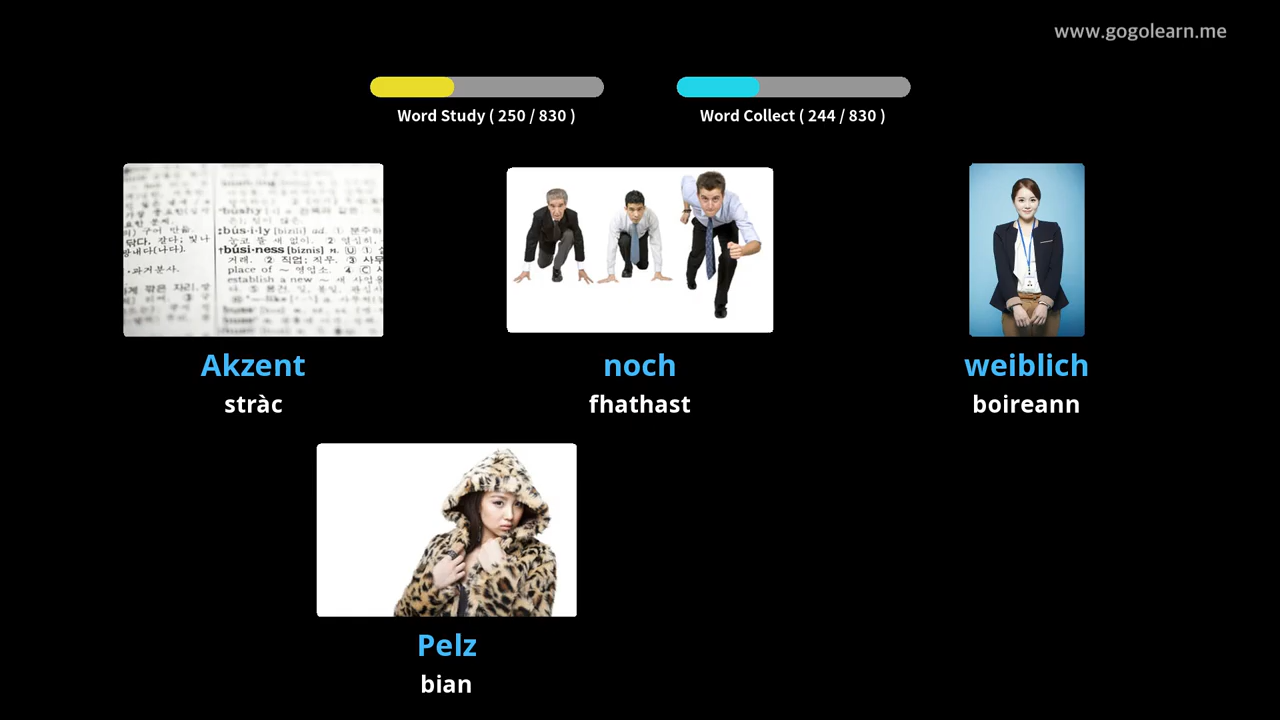 www.gogolearn.me
Word Study ( 250 / 830 )
Word Collect ( 244 / 830 )
Akzent
stràc
noch
fhathast
weiblich
boireann
Pelz
bian